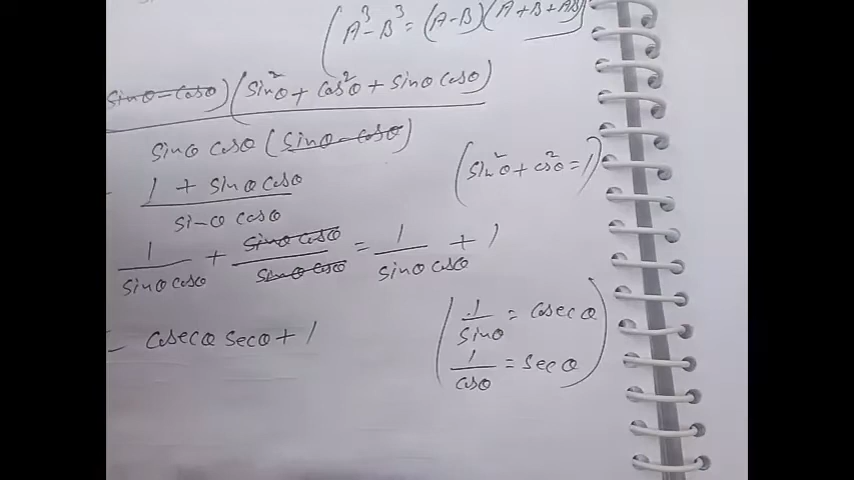 (A³-B³ = (A-B)(A+B+AB)
sinθ-cosθ)(sin²θ + cos²θ + sinθ cosθ)
sinθ cosθ (sinθ-cosθ)
(sin²θ + cos²θ = 1)
1 + sinθ cosθ
sinθ cosθ
1/sinθ cosθ + sinθ cosθ/sinθ cosθ = 1/sinθ cosθ + 1
= cosecθ secθ + 1
(1/sinθ = cosecθ
1/cosθ = secθ)